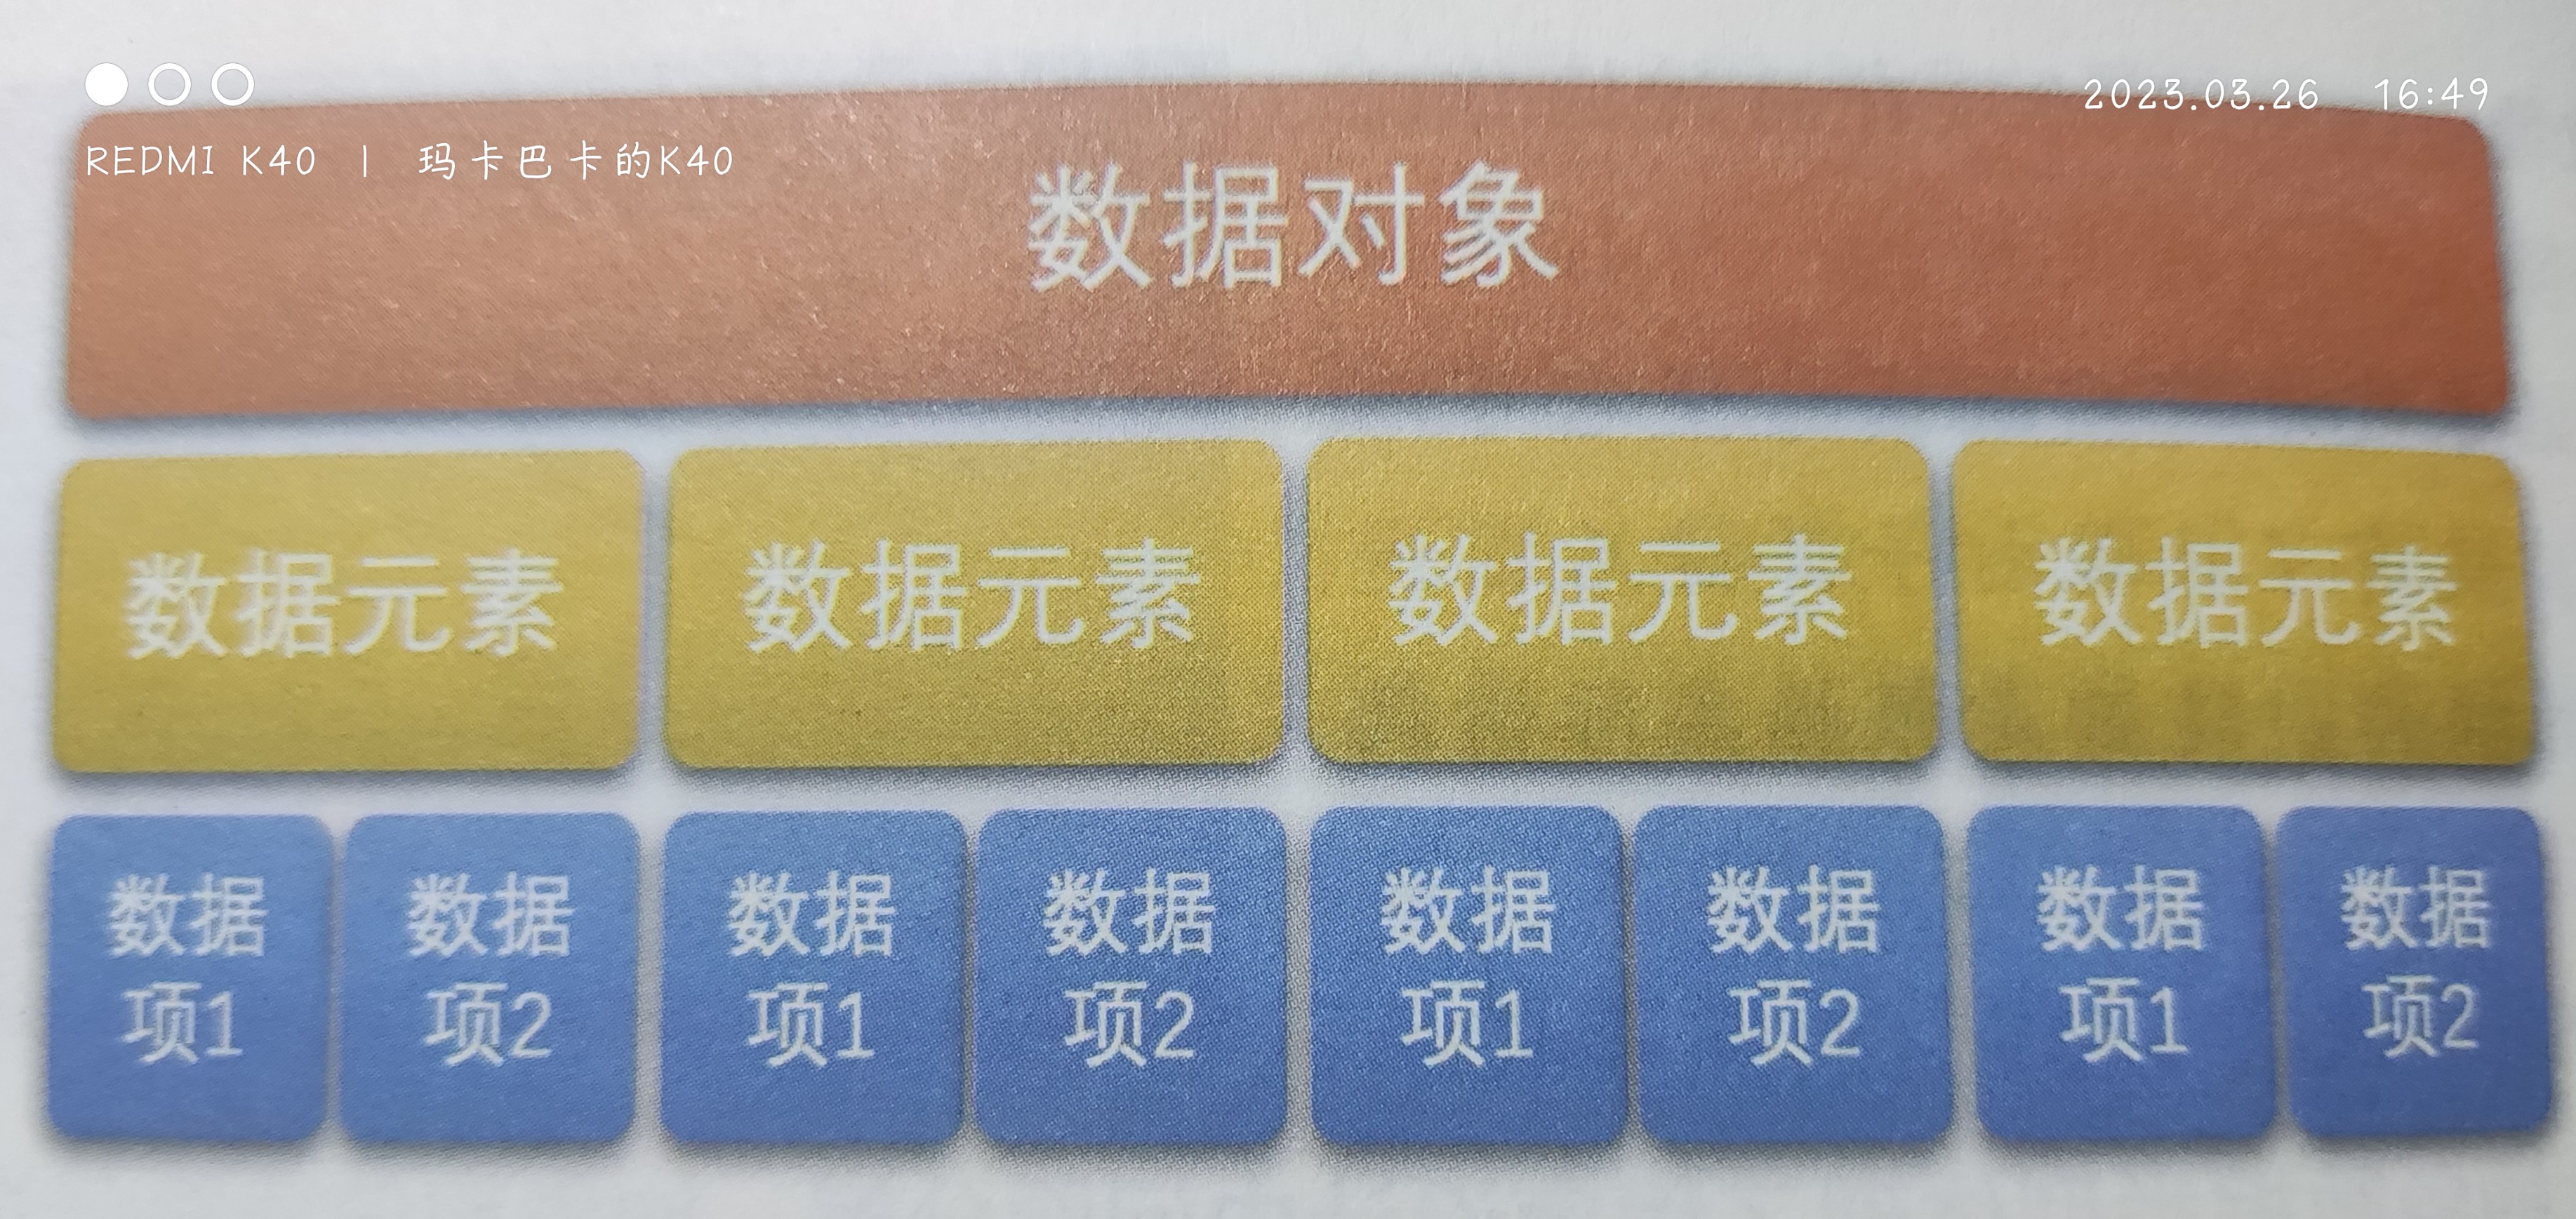 2023.03.26 16:49
REDMI K40 | 玛卡巴卡的K40
数据对象
数据元素
数据元素
数据元素
数据元素
数据
项1
数据
项2
数据
项1
数据
项2
数据
项1
数据
项2
数据
项1
数据
项2